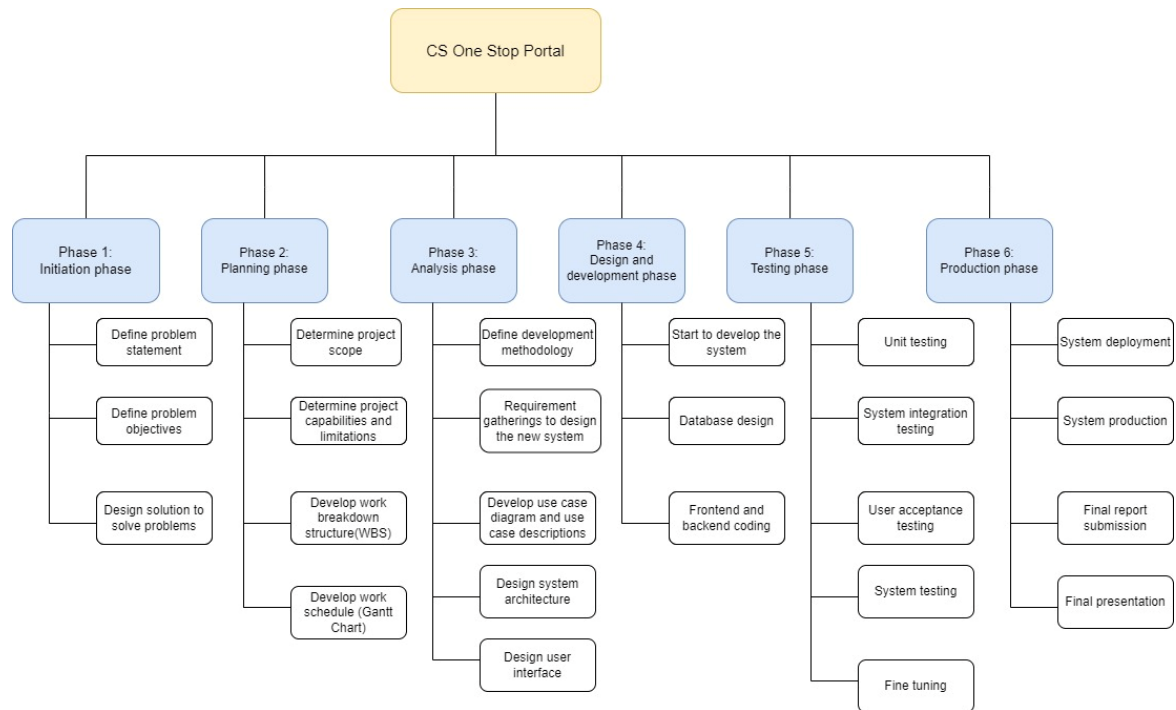 CS One Stop Portal
Phase 1:
Initiation phase
Define problem
statement
Define problem
objectives
Design solution to
solve problems
Phase 2:
Planning phase
Determine project
scope
Determine project
capabilities and
limitations
Develop work
breakdown
structure(WBS)
Develop work
schedule (Gantt
Chart)
Phase 3:
Analysis phase
Define development
methodology
Requirement
gatherings to design
the new system
Develop use case
diagram and use
case descriptions
Design system
architecture
Design user
interface
Phase 4:
Design and
development phase
Start to develop the
system
Database design
Frontend and
backend coding
Phase 5:
Testing phase
Unit testing
System integration
testing
User acceptance
testing
System testing
Fine tuning
Phase 6:
Production phase
System deployment
System production
Final report
submission
Final presentation